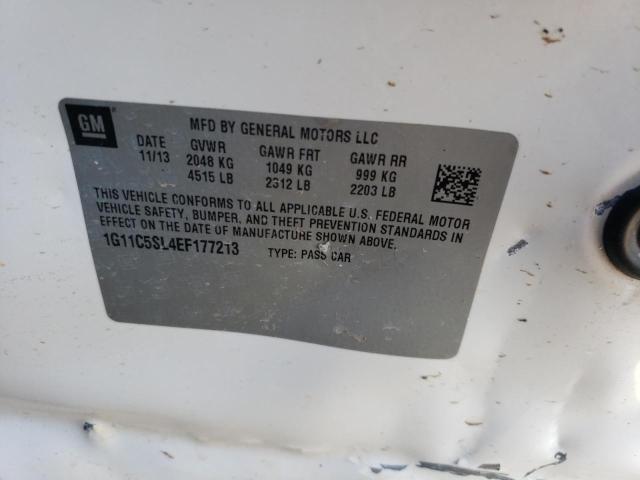 GM
MFD BY GENERAL MOTORS LLC
DATE GVWR GAWR FRT GAWR RR
11/13 2048 KG 1049 KG 999 KG
4515 LB 2312 LB 2203 LB
THIS VEHICLE CONFORMS TO ALL APPLICABLE U.S. FEDERAL MOTOR
VEHICLE SAFETY, BUMPER, AND THEFT PREVENTION STANDARDS IN
EFFECT ON THE DATE OF MANUFACTURE SHOWN ABOVE.
1G11C5SL4EF177213 TYPE: PASS CAR